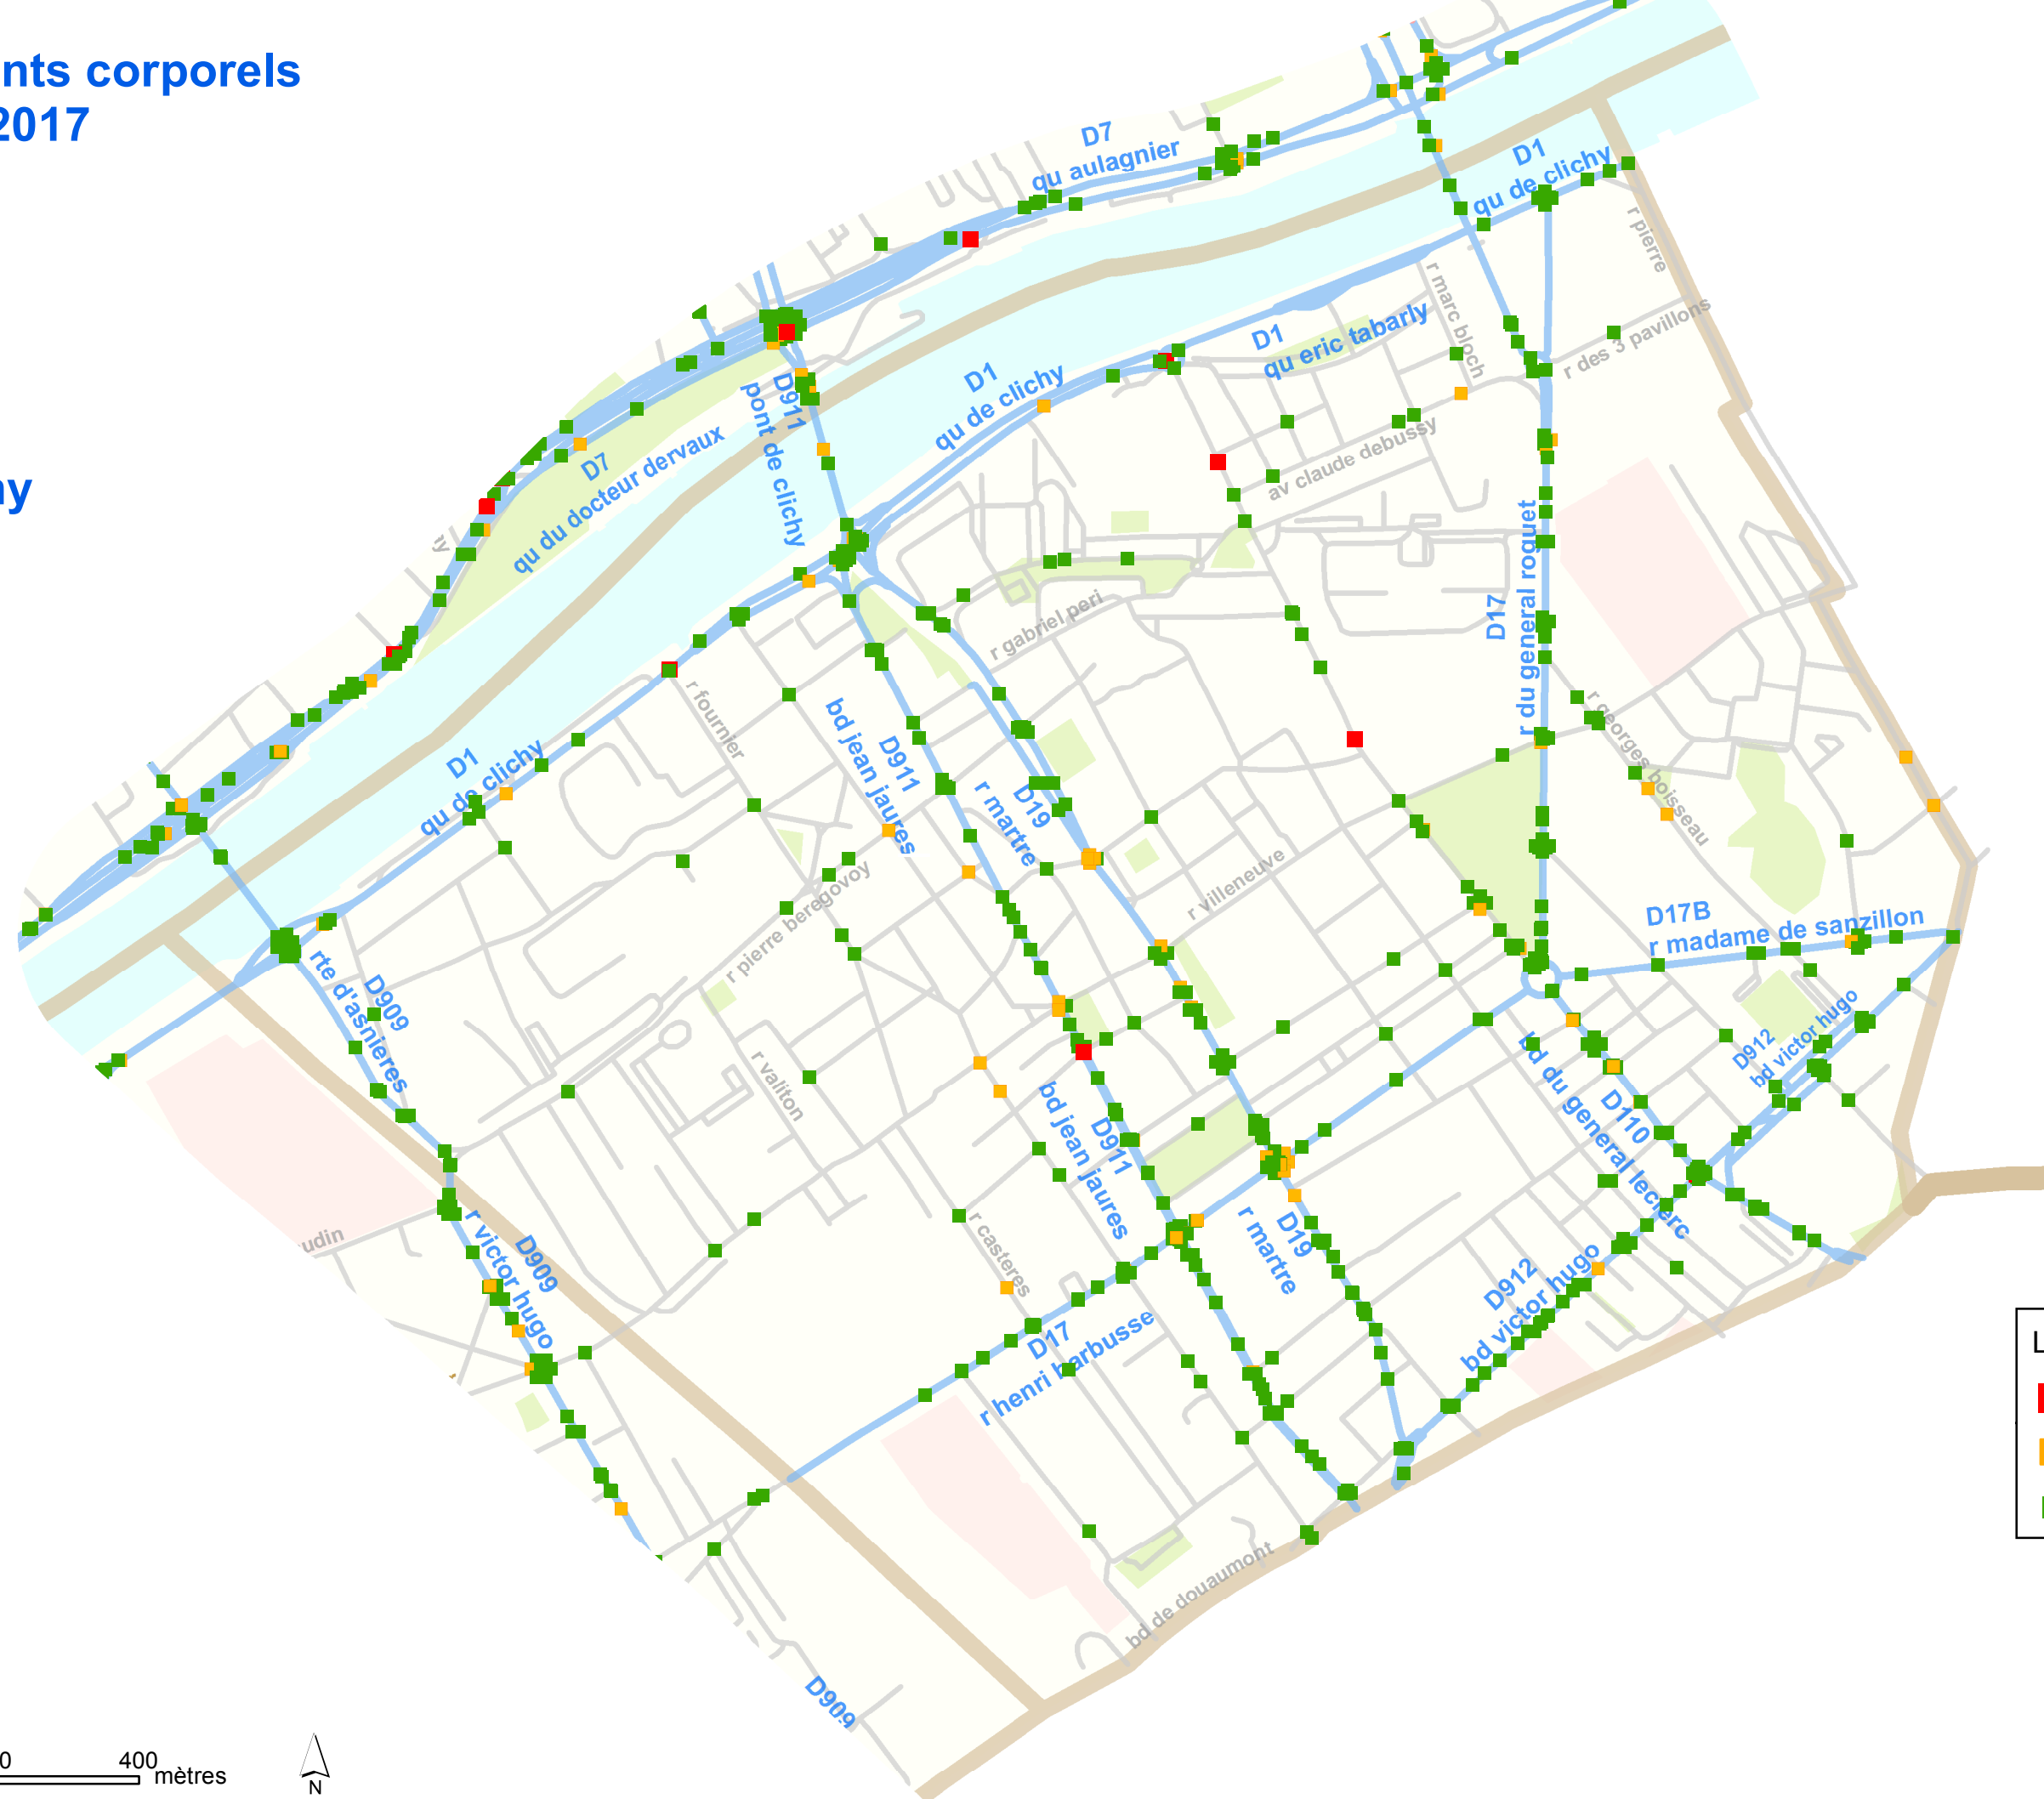 nts corporels
2017
ny
D7
qu aulagnier
D1
qu de clichy
r pierre
r marc bloch
r des 3 pavillons
D1
qu eric tabarly
D1
qu de clichy
D911
pont de clichy
av claude debussy
D7
qu du docteur dervaux
D17
r du general roquet
r gabriel peri
r fournier
bd jean jaures
D911
r martre
D19
r georges boisseau
D1
qu de clichy
r pierre beregovoy
r villeneuve
D17B
r madame de sanzillon
rte d'asnieres
D909
D912
bd victor hugo
r valiton
bd jean jaures
D911
bd du general leclerc
D110
udin
r victor hugo
D909
r casteres
r martre
D19
D912
bd victor hugo
D17
r henri barbusse
bd de douaumont
D909
L
0
400
mètres
N